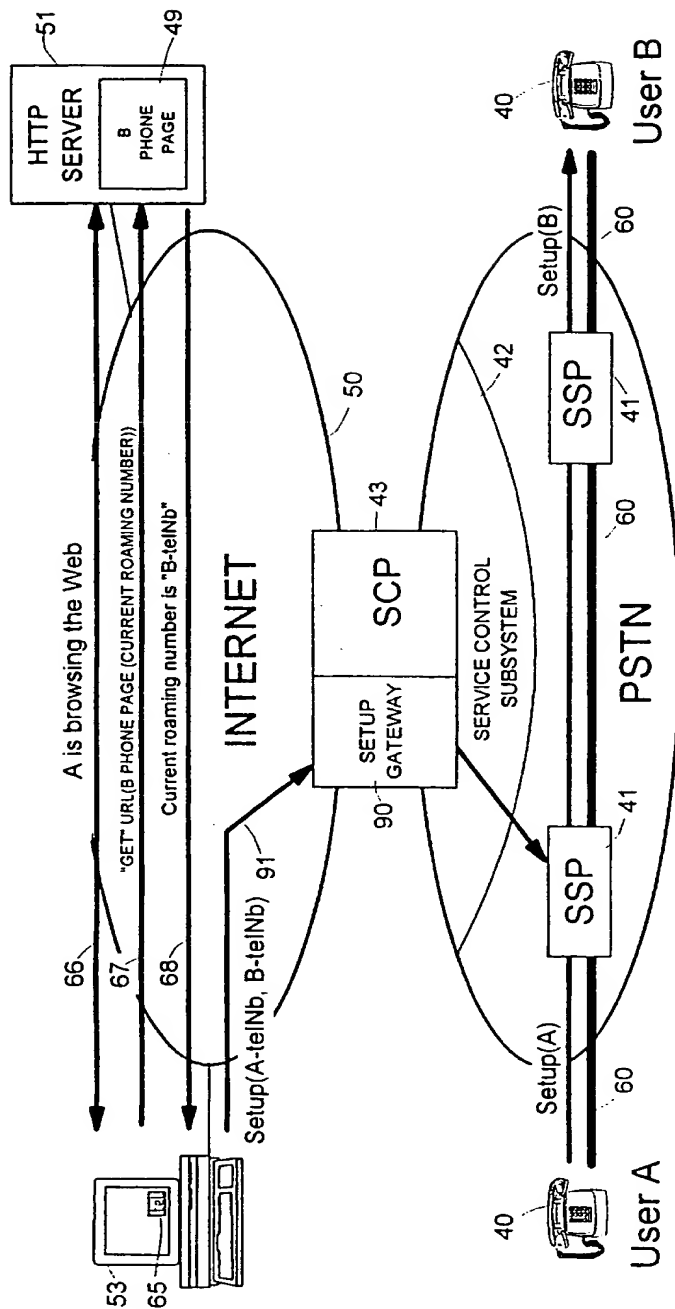 51
HTTP
SERVER
49
B
PHONE
PAGE
A is browsing the Web
66
"GET" URL(B PHONE PAGE (CURRENT ROAMING NUMBER))
67
Current roaming number is "B-telNb"
68
53
65
Setup(A-telNb, B-telNb)
91
INTERNET
50
90
SETUP
GATEWAY
SCP
43
SERVICE CONTROL
SUBSYSTEM
42
40
User A
Setup(A)
60
SSP
41
60
PSTN
SSP
41
Setup(B)
60
40
User B